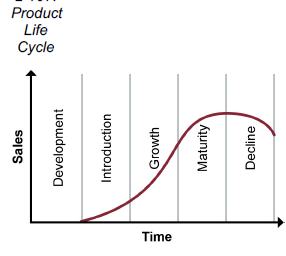 Product
Life
Cycle
Sales
Development
Introduction
Growth
Maturity
Decline
Time